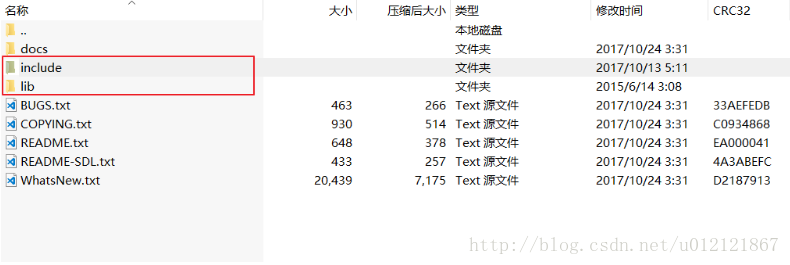 名称 大小 压缩后大小 类型 修改时间 CRC32
.. 本地磁盘
docs 文件夹 2017/10/24 3:31
include 文件夹 2017/10/13 5:11
lib 文件夹 2015/6/14 3:08
BUGS.txt 463 266 Text 源文件 2017/10/24 3:31 33AEFEDB
COPYING.txt 930 514 Text 源文件 2017/10/24 3:31 C0934868
README.txt 648 378 Text 源文件 2017/10/24 3:31 EA000041
README-SDL.txt 433 257 Text 源文件 2017/10/24 3:31 4A3ABEFC
WhatsNew.txt 20,439 7,175 Text 源文件 2017/10/24 3:31 D2187913
http://blog.csdn.net/u012121867